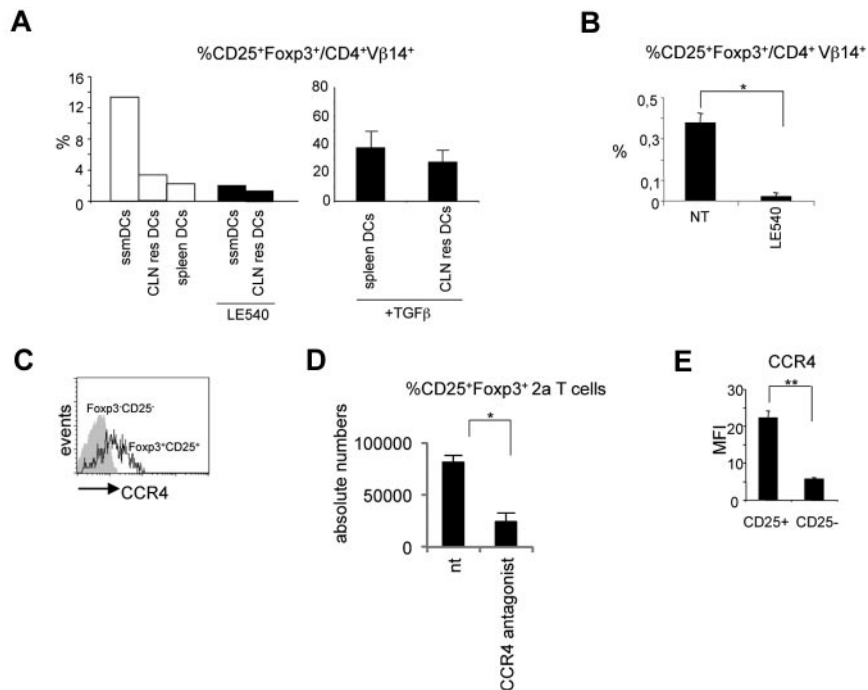 A
%CD25⁺Foxp3⁺/CD4⁺Vβ14⁺
%
16
12
8
4
0
ssmDCs
CLN res DCs
spleen DCs
ssmDCs
CLN res DCs
LE540
80
60
40
20
0
spleen DCs
CLN res DCs
+TGFβ
B
%CD25⁺Foxp3⁺/CD4⁺ Vβ14⁺
%
0,5
0,3
0,1
0
*
NT
LE540
C
events
Foxp3⁻CD25⁻
Foxp3⁺CD25⁺
CCR4
D
%CD25⁺Foxp3⁺ 2a T cells
absolute numbers
100000
50000
0
*
nt
CCR4 antagonist
E
CCR4
MFI
30
20
10
0
**
CD25+ CD25-